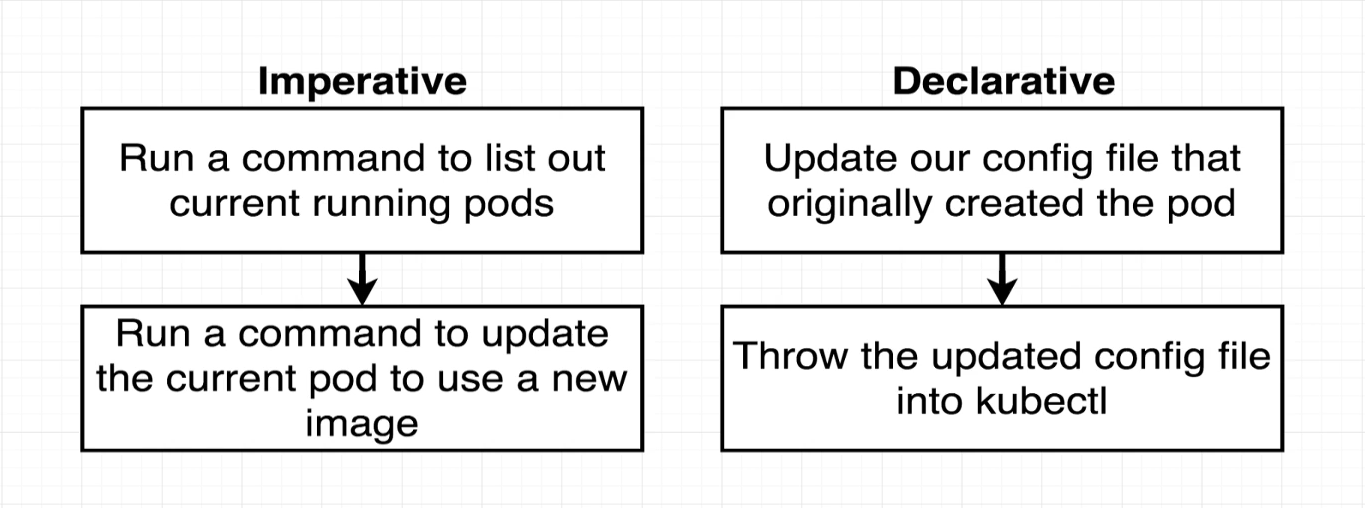 Imperative
Run a command to list out
current running pods
Run a command to update
the current pod to use a new
image
Declarative
Update our config file that
originally created the pod
Throw the updated config file
into kubectl